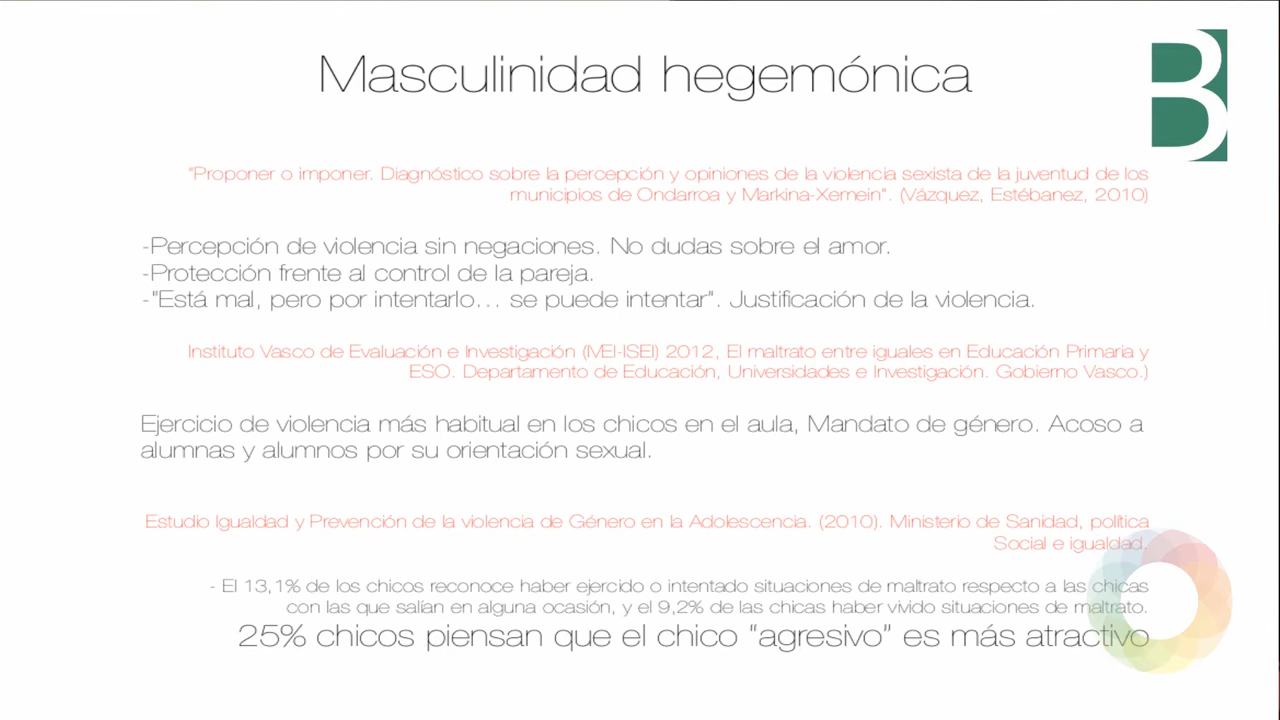 Masculinidad hegemónica
B
"Proponer o imponer. Diagnóstico sobre la percepción y opiniones de la violencia sexista de la juventud de los
municipios de Ondarroa y Markina-Xemein". (Vázquez, Estébanez, 2010)
-Percepción de violencia sin negaciones. No dudas sobre el amor.
-Protección frente al control de la pareja.
-"Está mal, pero por intentarlo... se puede intentar". Justificación de la violencia.
Instituto Vasco de Evaluación e Investigación (IVEI-ISEI) 2012, El maltrato entre iguales en Educación Primaria y
ESO. Departamento de Educación, Universidades e Investigación. Gobierno Vasco.)
Ejercicio de violencia más habitual en los chicos en el aula, Mandato de género. Acoso a
alumnas y alumnos por su orientación sexual.
Estudio Igualdad y Prevención de la violencia de Género en la Adolescencia. (2010). Ministerio de Sanidad, política
Social e igualdad.
- El 13,1% de los chicos reconoce haber ejercido o intentado situaciones de maltrato respecto a las chicas
con las que salían en alguna ocasión, y el 9,2% de las chicas haber vivido situaciones de maltrato.
25% chicos piensan que el chico "agresivo" es más atractivo